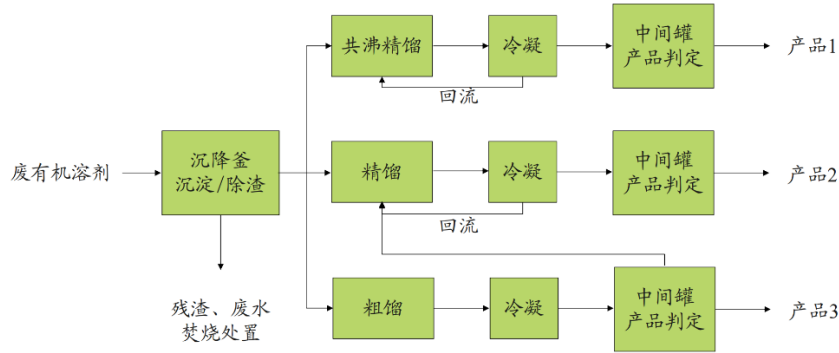 共沸精馏
冷凝
中间罐
产品判定
产品1
回流
废有机溶剂
沉降釜
沉淀/除渣
精馏
冷凝
中间罐
产品判定
产品2
回流
残渣、废水
焚烧处置
粗馏
冷凝
中间罐
产品判定
产品3